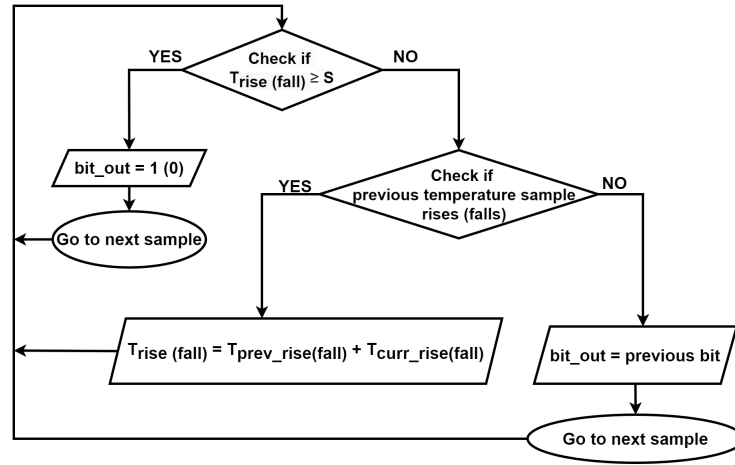 Check if
T rise (fall) ≥ S
YES
NO
bit_out = 1 (0)
Go to next sample
Check if
previous temperature sample
rises (falls)
YES
NO
Trise (fall) = Tprev_rise(fall) + Tcurr_rise(fall)
bit_out = previous bit
Go to next sample